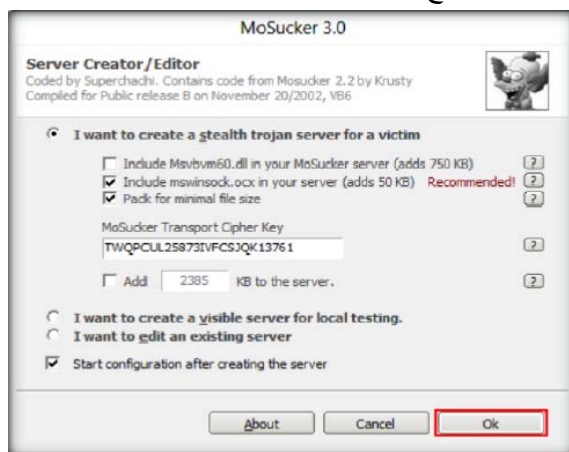 MoSucker 3.0
Server Creator/Editor
Coded by Superchachi. Contains code from Mosucker 2.2 by Krusty
Compiled for Public release B on November 20/2002, VB6
I want to create a stealth trojan server for a victim
Include Msvbvm60.dll in your MoSucker server (adds 750 KB) ?
Include mswinsock.ocx in your server (adds 50 KB) Recommended! ?
Pack for minimal file size ?
MoSucker Transport Cipher Key
TWQPCUL25873IVFCSJQK13761 ?
Add 2385 KB to the server. ?
I want to create a visible server for local testing.
I want to edit an existing server
Start configuration after creating the server
About Cancel Ok